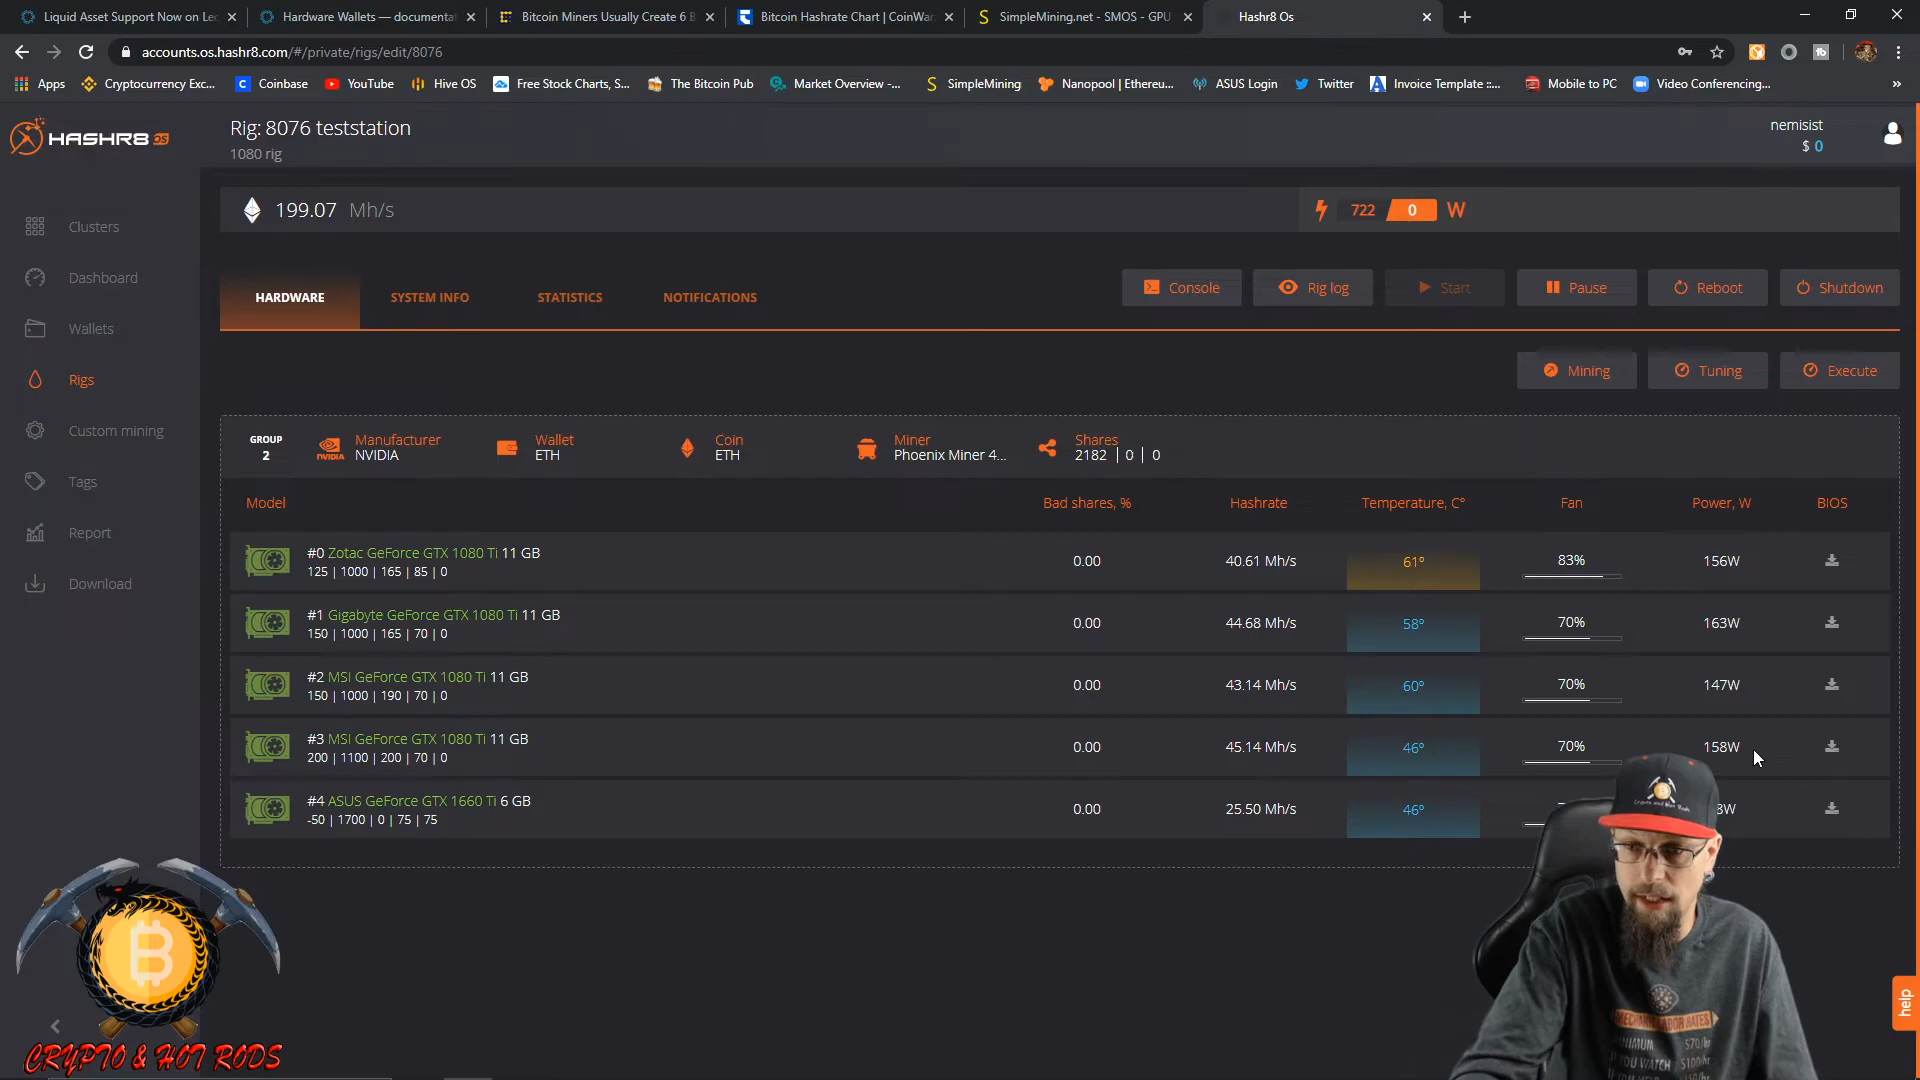 Liquid Asset Support Now on Lec
Hardware Wallets — documentat
Bitcoin Miners Usually Create 6 B
Bitcoin Hashrate Chart | CoinWar
SimpleMining.net - SMOS - GPU
Hashr8 Os
accounts.os.hashr8.com/#/private/rigs/edit/8076
Apps
Cryptocurrency Exc...
Coinbase
YouTube
Hive OS
Free Stock Charts, S...
The Bitcoin Pub
Market Overview -...
SimpleMining
Nanopool | Ethereu...
ASUS Login
Twitter
Invoice Template ::...
Mobile to PC
Video Conferencing...
HASHR8 OS
Rig: 8076 teststation
1080 rig
nemisist
$ 0
Clusters
Dashboard
Wallets
Rigs
Custom mining
Tags
Report
Download
199.07 Mh/s
722 0 W
HARDWARE
SYSTEM INFO
STATISTICS
NOTIFICATIONS
Console
Rig log
Start
Pause
Reboot
Shutdown
Mining
Tuning
Execute
GROUP
2
Manufacturer
NVIDIA
Wallet
ETH
Coin
ETH
Miner
Phoenix Miner 4...
Shares
2182 | 0 | 0
Model Bad shares, % Hashrate Temperature, C° Fan Power, W BIOS
#0 Zotac GeForce GTX 1080 Ti 11 GB
125 | 1000 | 165 | 85 | 0
0.00 40.61 Mh/s 61° 83% 156W
#1 Gigabyte GeForce GTX 1080 Ti 11 GB
150 | 1000 | 165 | 70 | 0
0.00 44.68 Mh/s 58° 70% 163W
#2 MSI GeForce GTX 1080 Ti 11 GB
150 | 1000 | 190 | 70 | 0
0.00 43.14 Mh/s 60° 70% 147W
#3 MSI GeForce GTX 1080 Ti 11 GB
200 | 1100 | 200 | 70 | 0
0.00 45.14 Mh/s 46° 70% 158W
#4 ASUS GeForce GTX 1660 Ti 6 GB
-50 | 1700 | 0 | 75 | 75
0.00 25.50 Mh/s 46°
help
CRYPTO & HOT RODS
MINIMUM $70/hr
IF YOU WATCH $100/hr